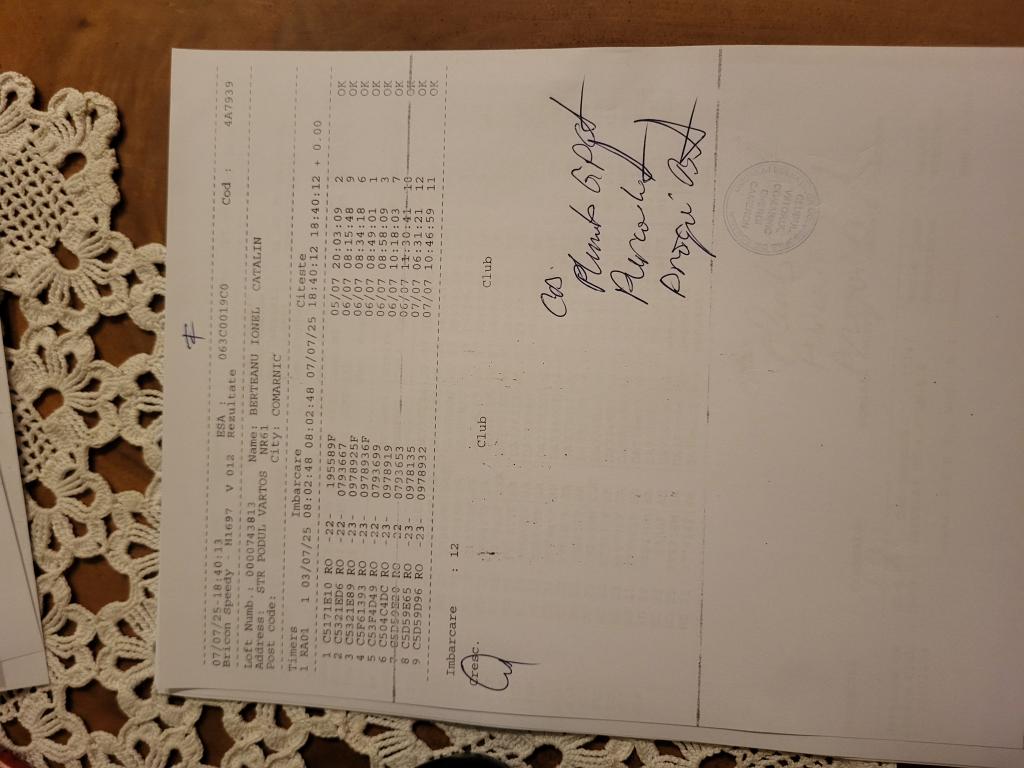 07/07/25-18:40:13 ESA : 063C0019C0 Cod : 4A7939
Bricon Speedy -H1697 V 012 Rezultate
Loft Numb.: 0000743813 Name: BERTEANU IONEL CATALIN
Address: STR PODUL VARTOS NR61
Post code: City: COMARNIC
Timers Imbarcare Citeste
1 RA01 1 03/07/25 08:02:48 08:02:48 07/07/25 18:40:12 18:40:12 + 0.00
1 C5171E10 RO -22- 195589F 05/07 20:03:09 2 OK
2 C5321ED6 RO -22- 0793667 06/07 08:15:48 9 OK
3 C5321E89 RO -23- 0978925F 06/07 08:34:18 6 OK
4 C5F61393 RO -23- 0978936F 06/07 08:49:01 1 OK
5 C53F4D49 RO -22- 0793699 06/07 08:58:09 3 OK
6 C504C4DC RO -23- 0978919 06/07 10:18:03 7 OK
7 RO -22 0793653 06/07 11:34:41 10 OK
8 C5D59E65 RO -23- 0978135 07/07 06:31:21 12 OK
9 C5D59D96 RO -23- 0978932 07/07 10:46:59 11 OK
Imbarcare : 12
Cresc. Club Club